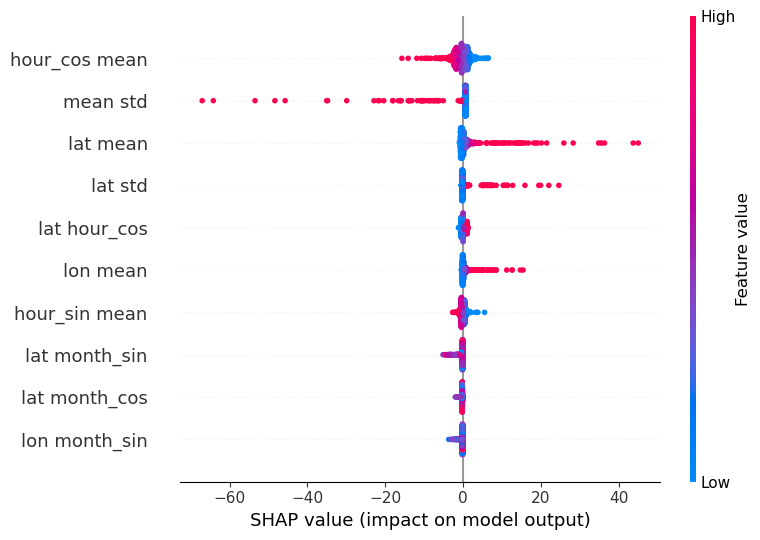 High
hour_cos mean
mean std
lat mean
lat std
lat hour_cos
lon mean
hour_sin mean
lat month_sin
lat month_cos
lon month_sin
Feature value
Low
−60 −40 −20 0 20 40
SHAP value (impact on model output)